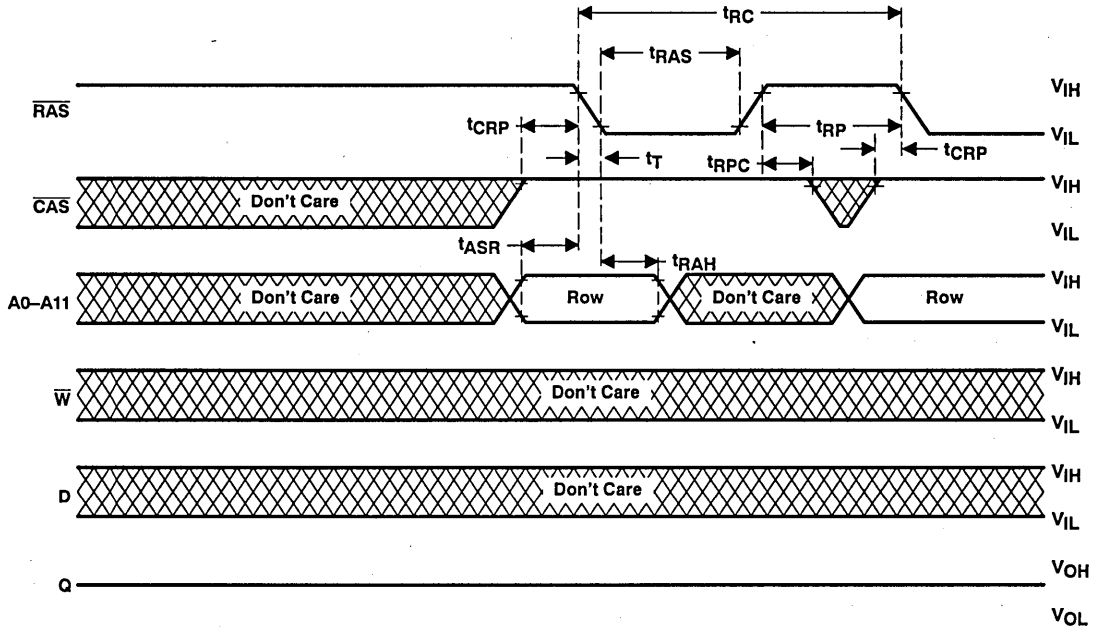 tRC
tRAS
RAS
VIH
VIL
tCRP
tRP
tT
tRPC
tCRP
CAS
Don't Care
VIH
VIL
tASR
tRAH
A0–A11
Don't Care
Row
Don't Care
Row
VIH
VIL
W
Don't Care
VIH
VIL
D
Don't Care
VIH
VIL
Q
VOH
VOL